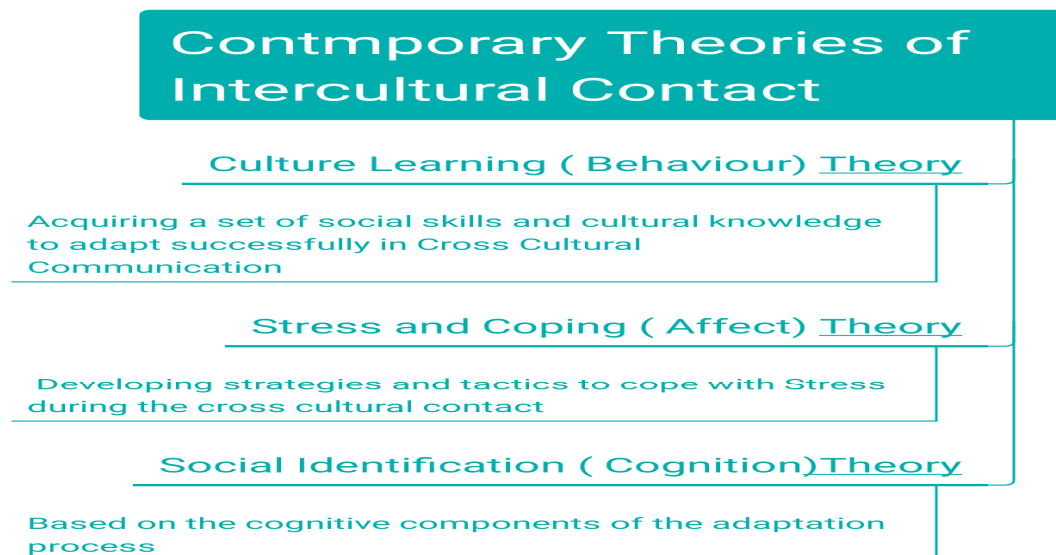 Contmporary Theories of
Intercultural Contact
Culture Learning ( Behaviour) Theory
Acquiring a set of social skills and cultural knowledge
to adapt successfully in Cross Cultural
Communication
Stress and Coping ( Affect) Theory
Developing strategies and tactics to cope with Stress
during the cross cultural contact
Social Identification ( Cognition)Theory
Based on the cognitive components of the adaptation
process